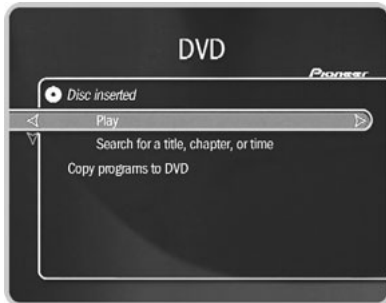 DVD
Pioneer
Disc inserted
Play
Search for a title, chapter, or time
Copy programs to DVD